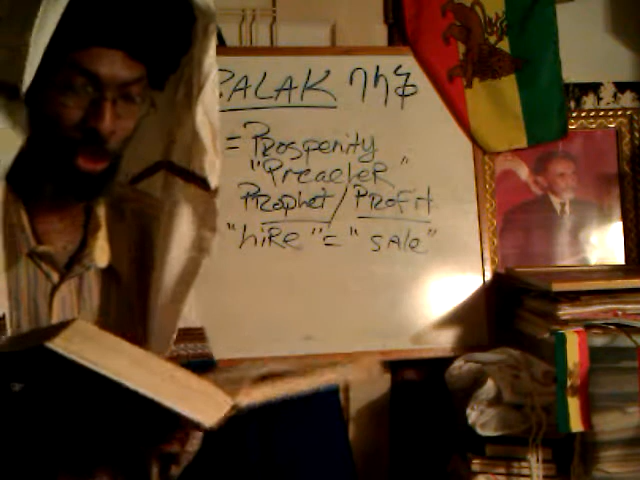 BALAK ባላቅ
= Prosperity
"Preacher"
Prophet / Profit
"hire" = "sale"